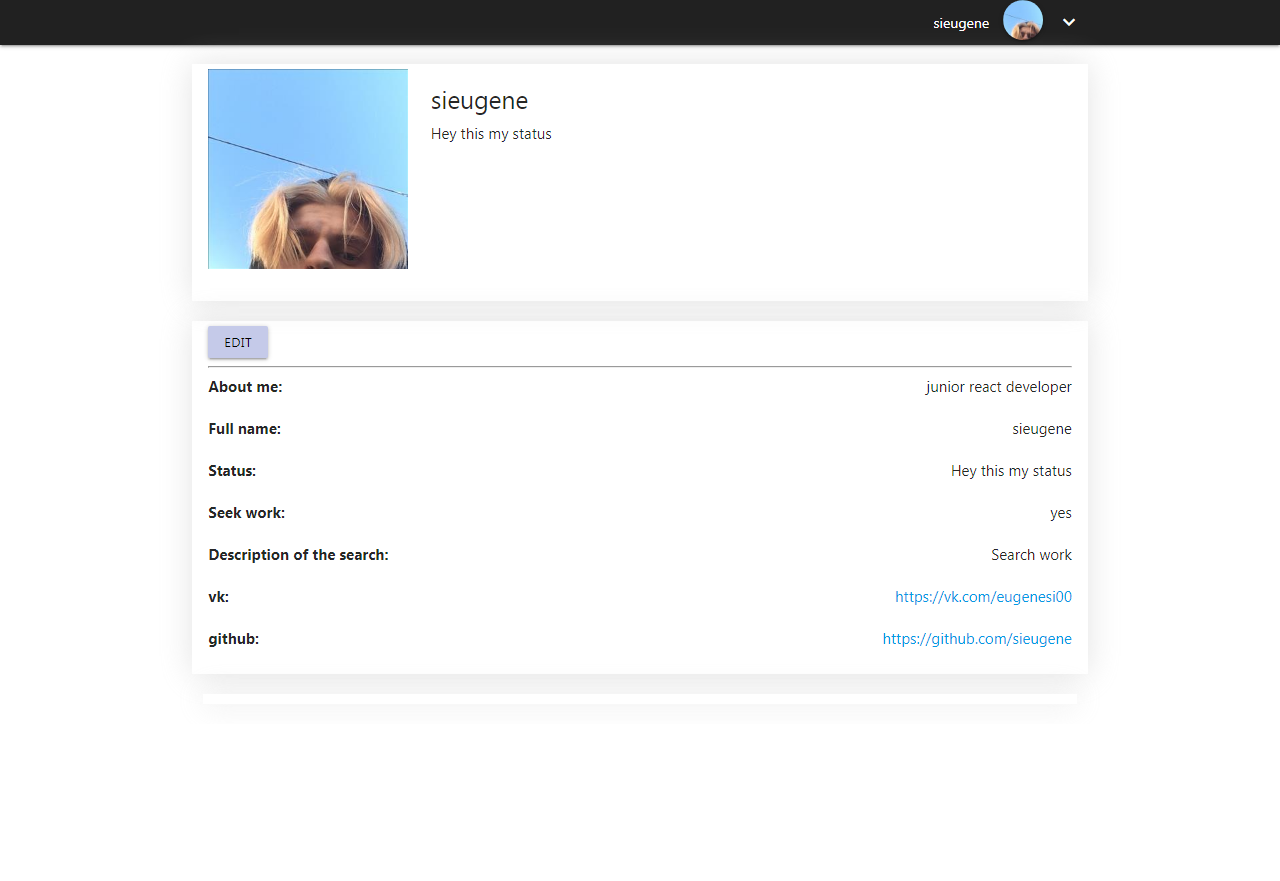 sieugene
sieugene
Hey this my status
EDIT
About me: junior react developer
Full name: sieugene
Status: Hey this my status
Seek work: yes
Description of the search: Search work
vk: https://vk.com/eugenesi00
github: https://github.com/sieugene